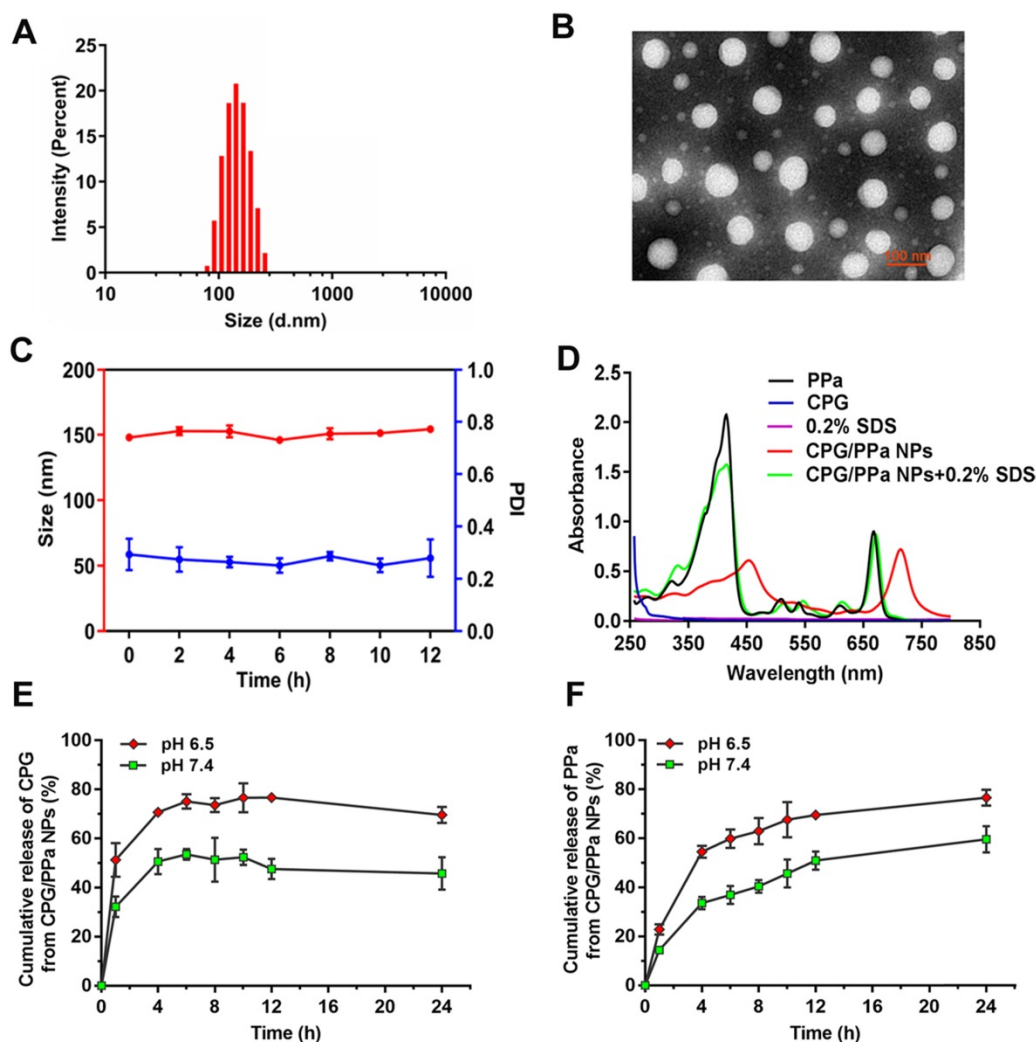 A
25
20
15
10
5
0
Intensity (Percent)
10 100 1000 10000
Size (d.nm)
B
100 nm
C
200
150
100
50
0
Size (nm)
1.0
0.8
0.6
0.4
0.2
0.0
PDI
0 2 4 6 8 10 12
Time (h)
D
2.5
2.0
1.5
1.0
0.5
0.0
Absorbance
PPa
CPG
0.2% SDS
CPG/PPa NPs
CPG/PPa NPs+0.2% SDS
250 350 450 550 650 750 850
Wavelength (nm)
E
100
80
60
40
20
0
Cumulative release of CPG
from CPG/PPa NPs (%)
pH 6.5
pH 7.4
0 4 8 12 16 20 24
Time (h)
F
100
80
60
40
20
0
Cumulative release of PPa
from CPG/PPa NPs (%)
pH 6.5
pH 7.4
0 4 8 12 16 20 24
Time (h)